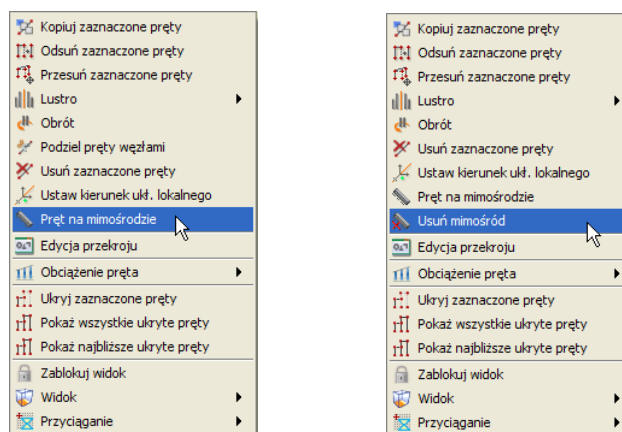 Kopiuj zaznaczone pręty
Odsuń zaznaczone pręty
Przesuń zaznaczone pręty
Lustro
Obrót
Podziel pręty węzłami
Usuń zaznaczone pręty
Ustaw kierunek ukł. lokalnego
Pręt na mimośrodzie
Edycja przekroju
Obciążenie pręta
Ukryj zaznaczone pręty
Pokaż wszystkie ukryte pręty
Pokaż najbliższe ukryte pręty
Zablokuj widok
Widok
Przyciąganie
Kopiuj zaznaczone pręty
Odsuń zaznaczone pręty
Przesuń zaznaczone pręty
Lustro
Obrót
Usuń zaznaczone pręty
Ustaw kierunek ukł. lokalnego
Pręt na mimośrodzie
Usuń mimośród
Edycja przekroju
Obciążenie pręta
Ukryj zaznaczone pręty
Pokaż wszystkie ukryte pręty
Pokaż najbliższe ukryte pręty
Zablokuj widok
Widok
Przyciąganie